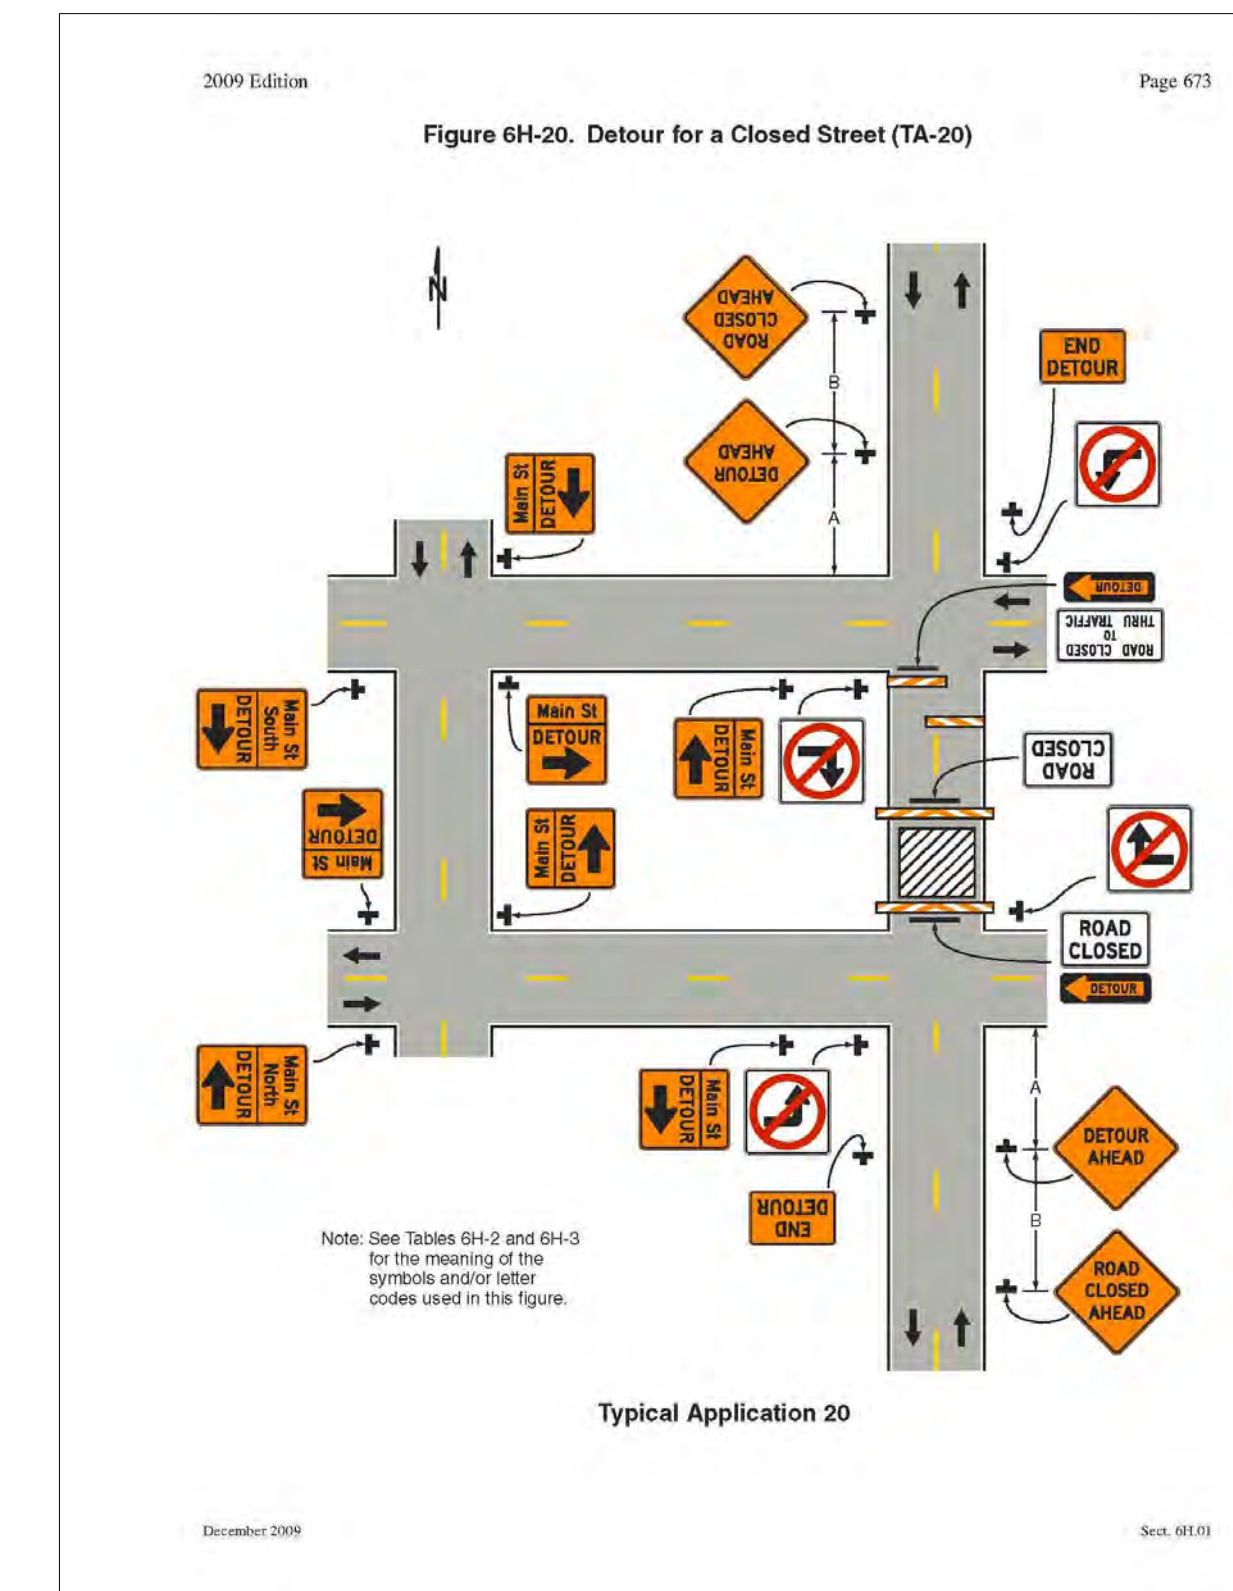 2009 Edition
Page 673
Figure 6H-20. Detour for a Closed Street (TA-20)
N
ROAD
CLOSED
AHEAD
B
END
DETOUR
DETOUR
AHEAD
A
Main St
DETOUR
DETOUR
ROAD CLOSED
TO
THRU TRAFFIC
Main St
South
DETOUR
Main St
DETOUR
Main St
DETOUR
ROAD
CLOSED
Main St
DETOUR
Main St
DETOUR
ROAD
CLOSED
DETOUR
Main St
North
DETOUR
Main St
DETOUR
A
DETOUR
AHEAD
END
DETOUR
B
ROAD
CLOSED
AHEAD
Note: See Tables 6H-2 and 6H-3
for the meaning of the
symbols and/or letter
codes used in this figure.
Typical Application 20
December 2009
Sect. 6H.01